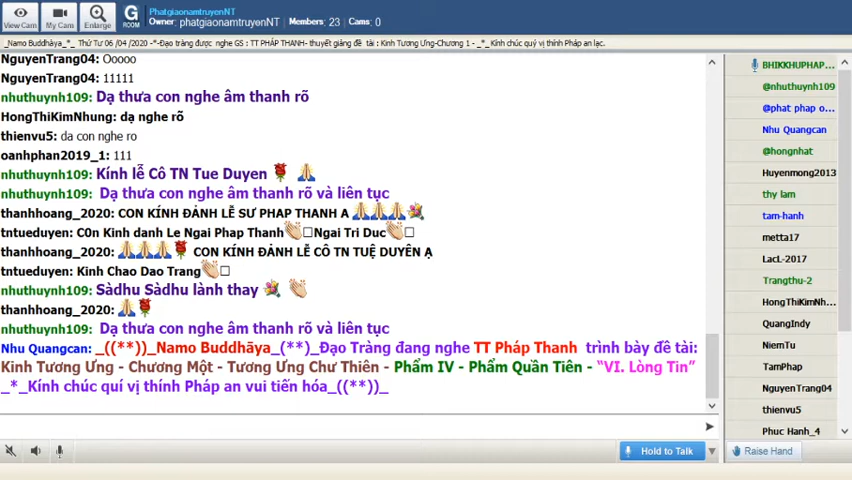 View Cam
My Cam
Enlarge
G
ROOM
PhatgiaonamtruyenNT
Owner: phatgiaonamtruyenNT Members: 23 Cams: 0
_Namo Buddhàya_*_ Thứ Tư 06 /04 /2020 -*-Đạo tràng được nghe GS : TT PHÁP THANH- thuyết giảng đề tài : Kinh Tương Ưng-Chương 1 - _*_Kính chúc quý vị thính Pháp an lạc.
NguyenTrang04: Ooooo
NguyenTrang04: 11111
nhuthuynh109: Dạ thưa con nghe âm thanh rõ
HongThiKimNhung: dạ nghe rõ
thienvu5: da con nghe ro
oanhphan2019_1: 111
nhuthuynh109: Kính lễ Cô TN Tue Duyen
nhuthuynh109: Dạ thưa con nghe âm thanh rõ và liên tục
thanhhoang_2020: CON KÍNH ĐẢNH LỄ SƯ PHAP THANH A
tntueduyen: C0n Kinh danh Le Ngai Phap Thanh Ngai Tri Duc
thanhhoang_2020: CON KÍNH ĐẢNH LỄ CÔ TN TUỆ DUYÊN Ạ
tntueduyen: Kinh Chao Dao Trang
nhuthuynh109: Sàdhu Sàdhu lành thay
thanhhoang_2020:
nhuthuynh109: Dạ thưa con nghe âm thanh rõ và liên tục
Nhu Quangcan: _((**))_Namo Buddhāya_(**)_Đạo Tràng đang nghe TT Pháp Thanh trình bày đề tài:
Kinh Tương Ưng - Chương Một - Tương Ưng Chư Thiên - Phẩm IV - Phẩm Quần Tiên - “VI. Lòng Tin”
_*_Kính chúc quí vị thính Pháp an vui tiến hóa_((**))_
BHIKKHUPHAP...
@nhuthuynh109
@phat phap o...
Nhu Quangcan
@hongnhat
Huyenmong2013
thy lam
tam-hanh
metta17
LacL-2017
Trangthu-2
HongThiKimNh...
QuangIndy
NiemTu
TamPhap
NguyenTrang04
thienvu5
Phuc Hanh_4
Hold to Talk
Raise Hand